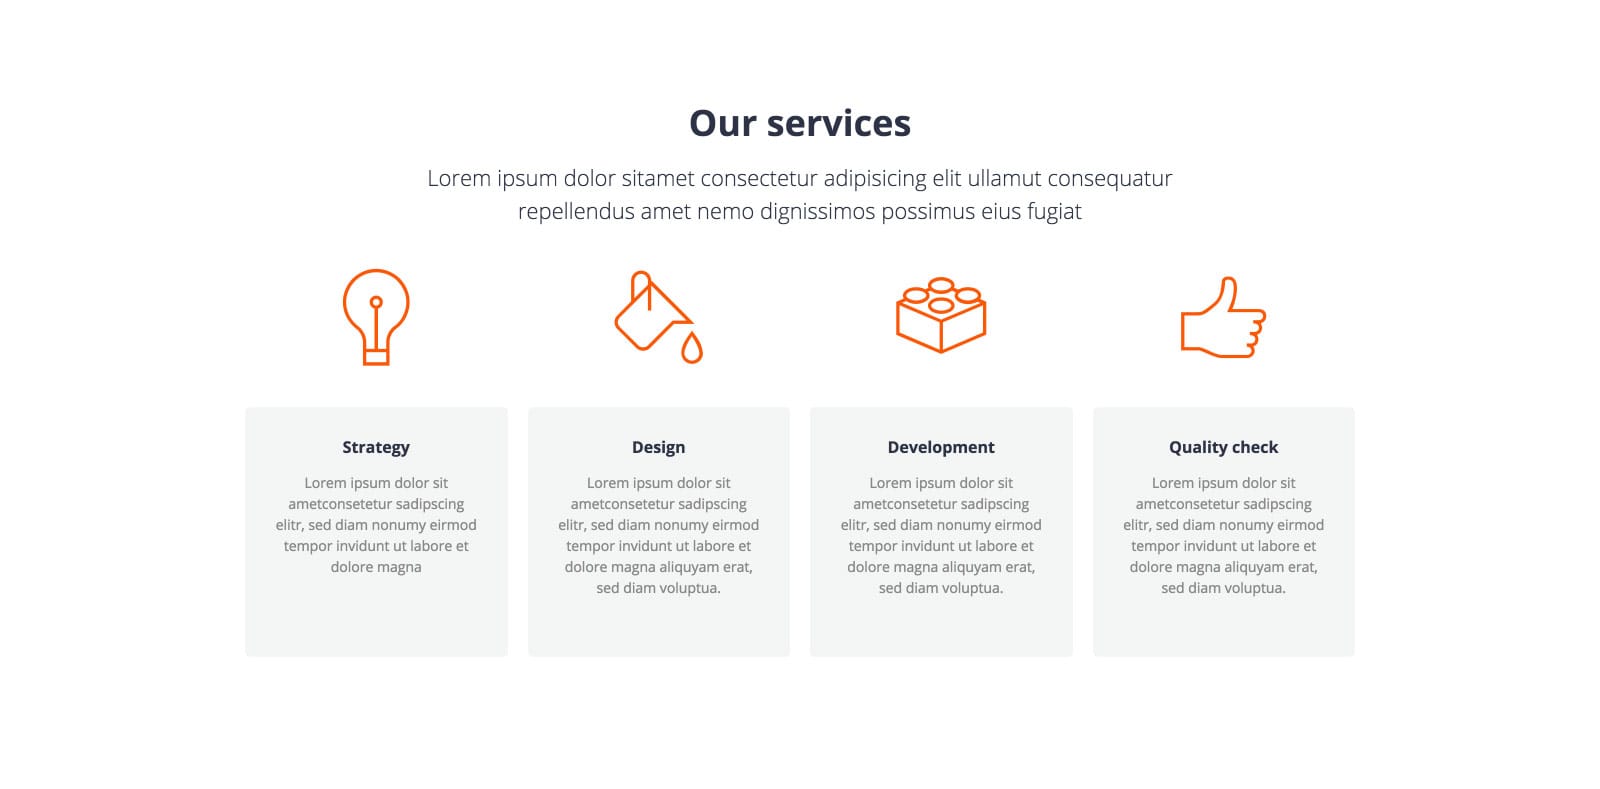 Our services
Lorem ipsum dolor sitamet consectetur adipisicing elit ullamut consequatur
repellendus amet nemo dignissimos possimus eius fugiat
Strategy
Lorem ipsum dolor sit
ametconsetetur sadipscing
elitr, sed diam nonumy eirmod
tempor invidunt ut labore et
dolore magna
Design
Lorem ipsum dolor sit
ametconsetetur sadipscing
elitr, sed diam nonumy eirmod
tempor invidunt ut labore et
dolore magna aliquyam erat,
sed diam voluptua.
Development
Lorem ipsum dolor sit
ametconsetetur sadipscing
elitr, sed diam nonumy eirmod
tempor invidunt ut labore et
dolore magna aliquyam erat,
sed diam voluptua.
Quality check
Lorem ipsum dolor sit
ametconsetetur sadipscing
elitr, sed diam nonumy eirmod
tempor invidunt ut labore et
dolore magna aliquyam erat,
sed diam voluptua.